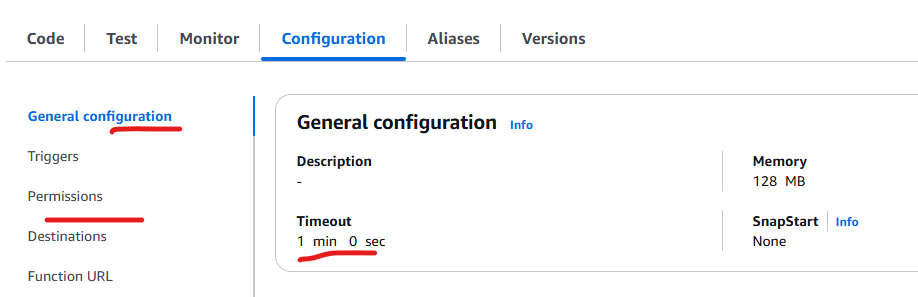 Code Test Monitor Configuration Aliases Versions
General configuration
Triggers
Permissions
Destinations
Function URL
General configuration Info
Description
-
Memory
128 MB
Timeout
1 min 0 sec
SnapStart Info
None